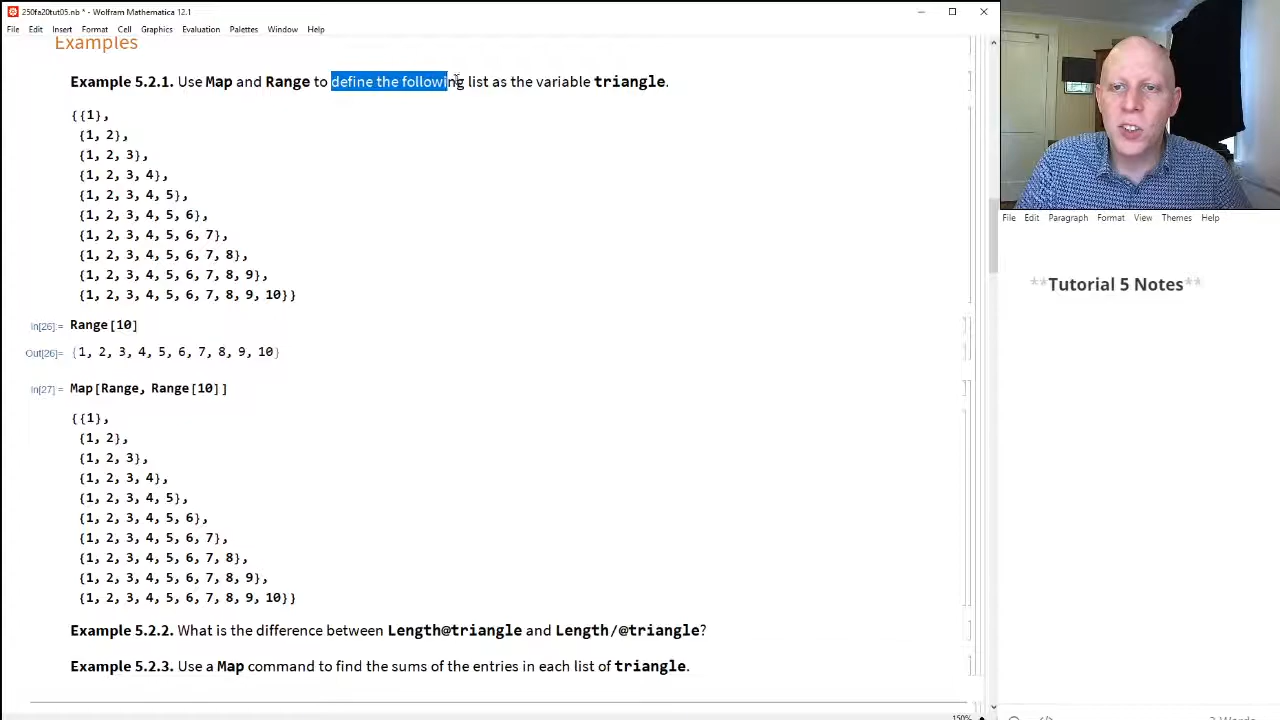 250fa20tut05.nb * - Wolfram Mathematica 12.1
File Edit Insert Format Cell Graphics Evaluation Palettes Window Help
Examples
Example 5.2.1. Use Map and Range to define the following list as the variable triangle.
{{1},
{1, 2},
{1, 2, 3},
{1, 2, 3, 4},
{1, 2, 3, 4, 5},
{1, 2, 3, 4, 5, 6},
{1, 2, 3, 4, 5, 6, 7},
{1, 2, 3, 4, 5, 6, 7, 8},
{1, 2, 3, 4, 5, 6, 7, 8, 9},
{1, 2, 3, 4, 5, 6, 7, 8, 9, 10}}
In[26]:= Range[10]
Out[26]= {1, 2, 3, 4, 5, 6, 7, 8, 9, 10}
In[27]:= Map[Range, Range[10]]
{{1},
{1, 2},
{1, 2, 3},
{1, 2, 3, 4},
{1, 2, 3, 4, 5},
{1, 2, 3, 4, 5, 6},
{1, 2, 3, 4, 5, 6, 7},
{1, 2, 3, 4, 5, 6, 7, 8},
{1, 2, 3, 4, 5, 6, 7, 8, 9},
{1, 2, 3, 4, 5, 6, 7, 8, 9, 10}}
Example 5.2.2. What is the difference between Length@triangle and Length/@triangle?
Example 5.2.3. Use a Map command to find the sums of the entries in each list of triangle.
150%
File Edit Paragraph Format View Themes Help
**Tutorial 5 Notes**